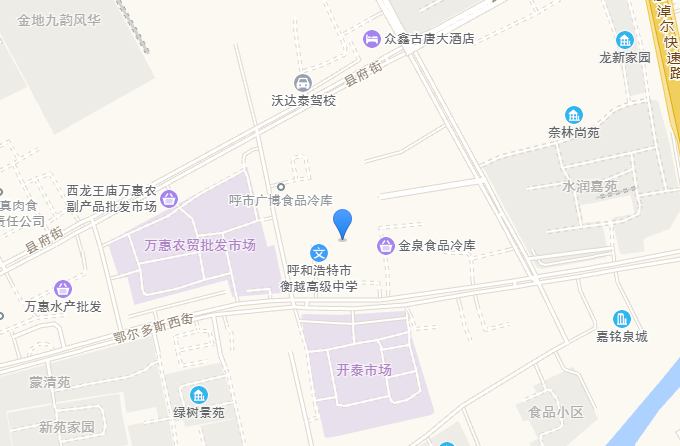 金地九韵风华
众鑫古唐大酒店
淖尔快速路
龙新家园
县府街
沃达泰驾校
奈林尚苑
水润嘉苑
西龙王庙万惠农
副产品批发市场
呼市广博食品冷库
真肉食
责任公司
县府街
万惠农贸批发市场
金泉食品冷库
呼和浩特市
衡越高级中学
万惠水产批发
鄂尔多斯西街
嘉铭泉城
开泰市场
蒙清苑
绿树景苑
食品小区
新苑家园